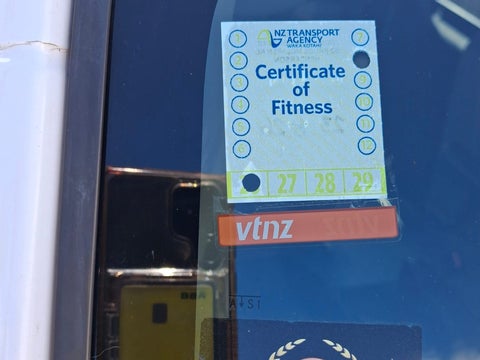 NZ TRANSPORT
AGENCY
WAKA KOTAHI
1
7
2
Certificate
of
Fitness
3
9
4
10
5
11
6
12
27
28
29
vtnz
A+SI